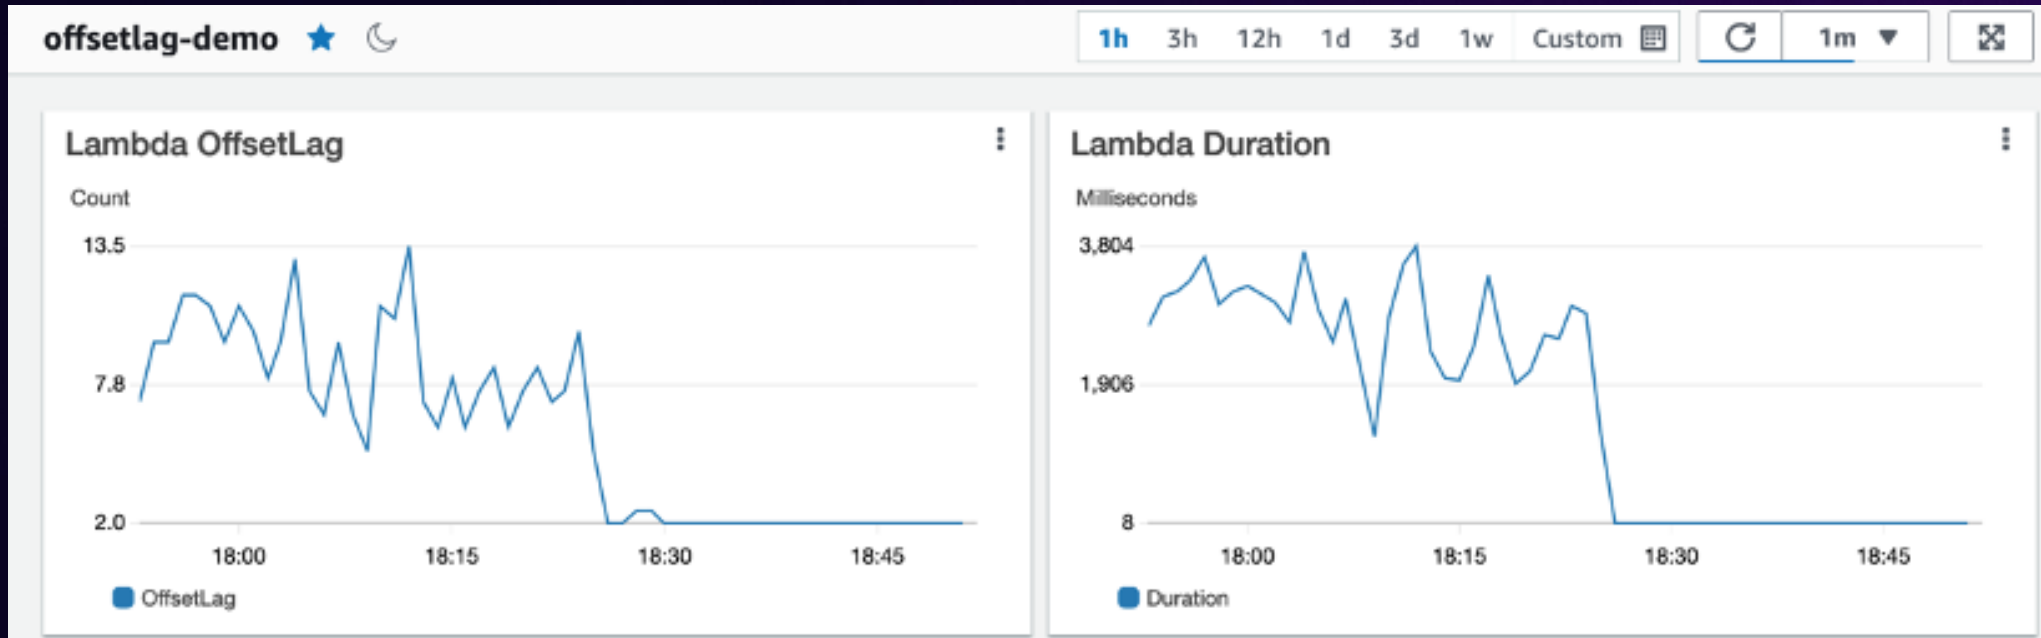 offsetlag-demo
1h 3h 12h 1d 3d 1w Custom 1m
Lambda OffsetLag
Count
13.5
7.8
2.0
18:00 18:15 18:30 18:45
OffsetLag
Lambda Duration
Milliseconds
3,804
1,906
8
18:00 18:15 18:30 18:45
Duration